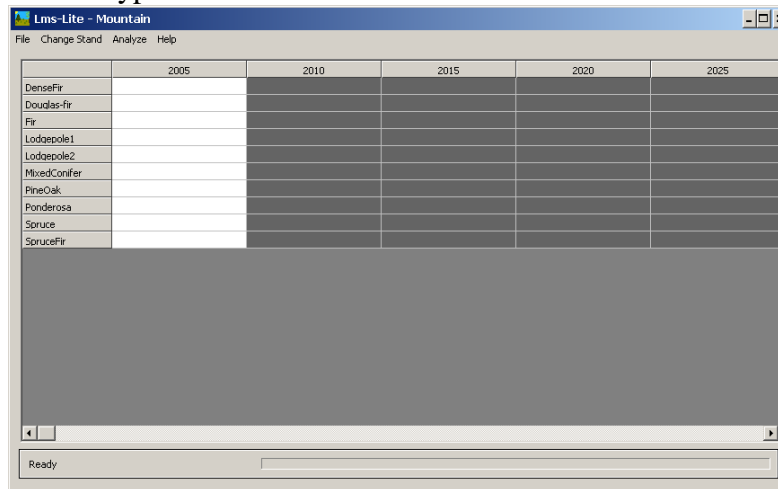 Lms-Lite - Mountain
File Change Stand Analyze Help
2005 2010 2015 2020 2025
DenseFir
Douglas-fir
Fir
Lodgepole1
Lodgepole2
MixedConifer
PineOak
Ponderosa
Spruce
SpruceFir
Ready